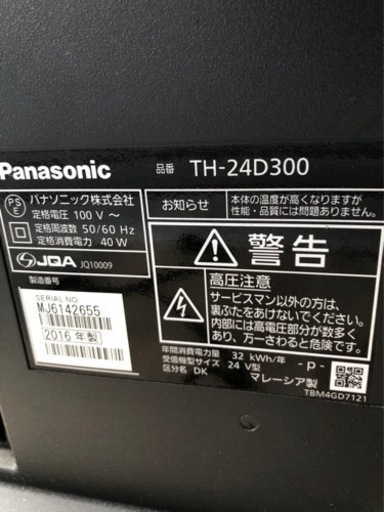 Panasonic 品番 TH-24D300
PS
E
パナソニック株式会社
定格電圧 100 V ～
定格周波数 50/60 Hz
定格消費電力 40 W
JQA JQ10009
製造番号
SERIAL NO
MJ6142655
2016 年製
お知らせ
本体の温度が高くなりますが
性能・品質には問題ありません。
警告
高圧注意
サービスマン以外の方は、
裏ぶたをあけないでください。
内部には高電圧部分が数多く
あり、万一さわると危険です。
年間消費電力量 32 kWh/年 - p -
受信機型サイズ 24 V型
区分名 DK マレーシア製
TBM4GD7121